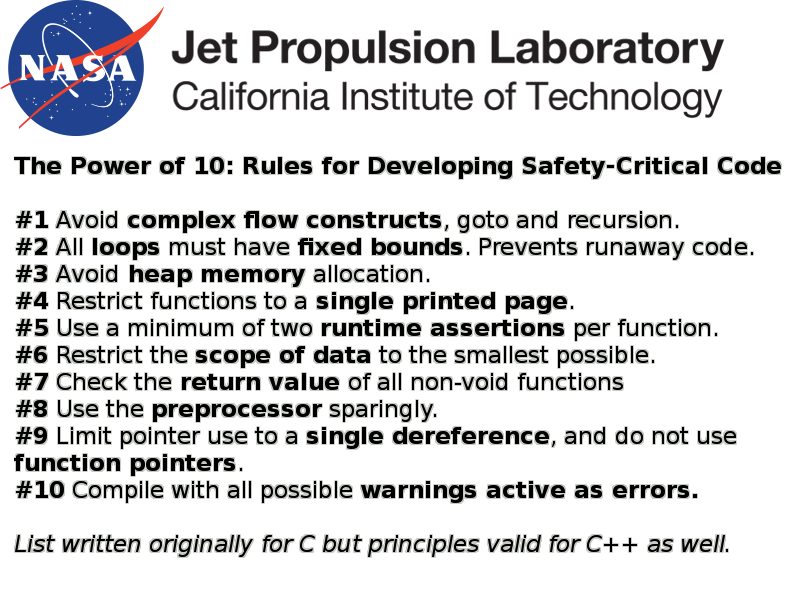 NASA
Jet Propulsion Laboratory
California Institute of Technology
The Power of 10: Rules for Developing Safety-Critical Code
#1 Avoid complex flow constructs, goto and recursion.
#2 All loops must have fixed bounds. Prevents runaway code.
#3 Avoid heap memory allocation.
#4 Restrict functions to a single printed page.
#5 Use a minimum of two runtime assertions per function.
#6 Restrict the scope of data to the smallest possible.
#7 Check the return value of all non-void functions
#8 Use the preprocessor sparingly.
#9 Limit pointer use to a single dereference, and do not use
function pointers.
#10 Compile with all possible warnings active as errors.
List written originally for C but principles valid for C++ as well.